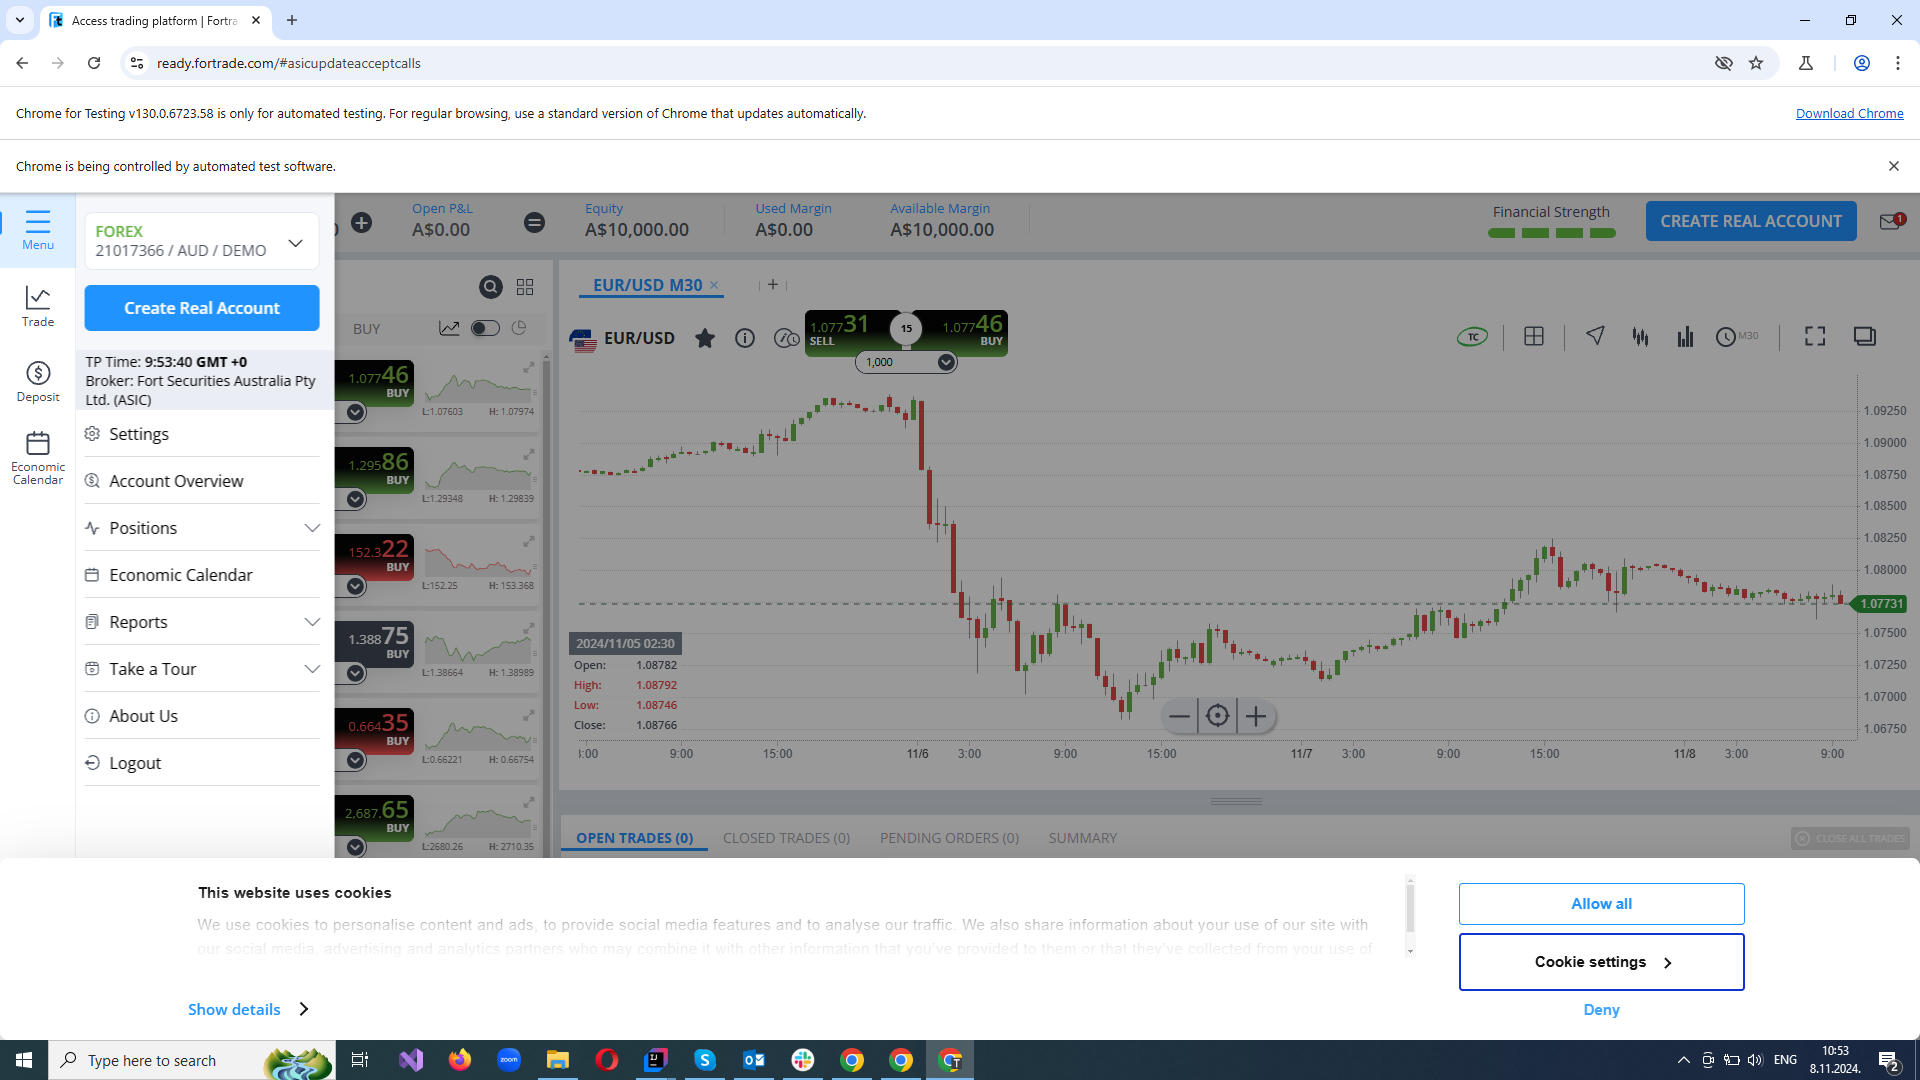 Access trading platform | Fortra
ready.fortrade.com/#asicupdateacceptcalls
Chrome for Testing v130.0.6723.58 is only for automated testing. For regular browsing, use a standard version of Chrome that updates automatically.
Download Chrome
Chrome is being controlled by automated test software.
Menu
Trade
Deposit
Economic
Calendar
FOREX
21017366 / AUD / DEMO
Create Real Account
TP Time: 9:53:40 GMT +0
Broker: Fort Securities Australia Pty
Ltd. (ASIC)
Settings
Account Overview
Positions
Economic Calendar
Reports
Take a Tour
About Us
Logout
Open P&L
A$0.00
Equity
A$10,000.00
Used Margin
A$0.00
Available Margin
A$10,000.00
Financial Strength
CREATE REAL ACCOUNT
1
BUY
1.07746
BUY
L:1.07603 H: 1.07974
1.29586
BUY
L:1.29348 H: 1.29839
152.322
BUY
L:152.25 H: 153.368
1.38875
BUY
L:1.38664 H: 1.38989
0.66435
BUY
L:0.66221 H: 0.66754
2,687.65
BUY
L:2680.26 H: 2710.35
EUR/USD M30
EUR/USD
1.07731
SELL
15
1.07746
BUY
1,000
TC
M30
1.09250
1.09000
1.08750
1.08500
1.08250
1.08000
1.07731
1.07500
1.07250
1.07000
1.06750
2024/11/05 02:30
Open: 1.08782
High: 1.08792
Low: 1.08746
Close: 1.08766
9:00 15:00 11/6 3:00 9:00 15:00 11/7 3:00 9:00 15:00 11/8 3:00 9:00
OPEN TRADES (0) CLOSED TRADES (0) PENDING ORDERS (0) SUMMARY
CLOSE ALL TRADES
This website uses cookies
We use cookies to personalise content and ads, to provide social media features and to analyse our traffic. We also share information about your use of our site with
our social media, advertising and analytics partners who may combine it with other information that you've provided to them or that they've collected from your use of
Show details
Allow all
Cookie settings
Deny
Type here to search
zoom
ENG
10:53
8.11.2024.
2